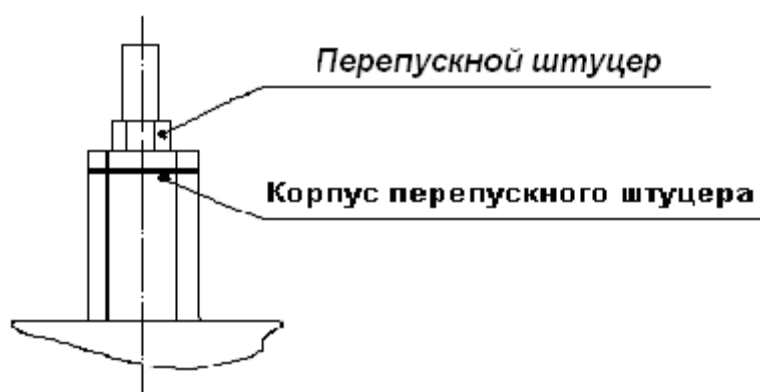 Перепускной штуцер
Корпус перепускного штуцера